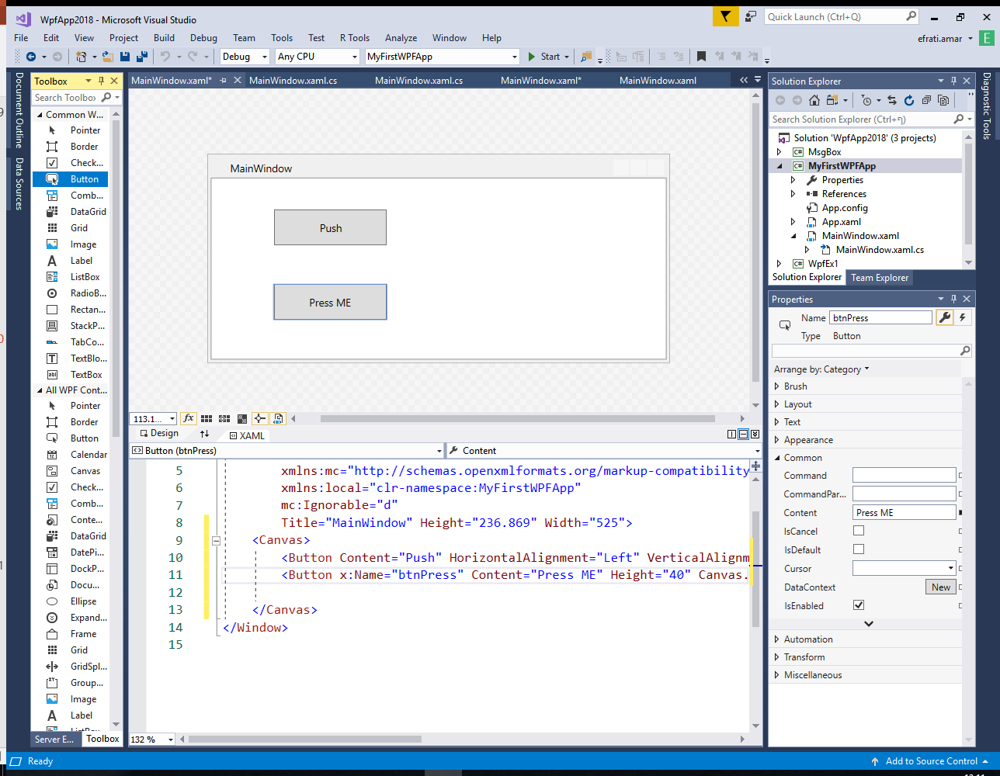 WpfApp2018 - Microsoft Visual Studio
Quick Launch (Ctrl+Q)
File Edit View Project Build Debug Team Tools Test R Tools Analyze Window Help
efrati.amar
E
Debug Any CPU MyFirstWPFApp Start
Document Outline
Data Sources
Toolbox
Search Toolbox
Common W...
Pointer
Border
Check...
Button
Comb...
DataGrid
Grid
Image
Label
ListBox
RadioB...
Rectan...
StackP...
TabCo...
TextBlo...
TextBox
All WPF Cont...
Pointer
Border
Button
Calendar
Canvas
Check...
Comb...
Conte...
DataGrid
DatePi...
DockP...
Docu...
Ellipse
Expand...
Frame
Grid
GridSpl...
Group...
Image
Label
ListBox
Server E... Toolbox
MainWindow.xaml* MainWindow.xaml.cs MainWindow.xaml.cs MainWindow.xaml* MainWindow.xaml
MainWindow
Push
Press ME
113.1...
Design XAML
Button (btnPress) Content
5 xmlns:mc="http://schemas.openxmlformats.org/markup-compatibility
6 xmlns:local="clr-namespace:MyFirstWPFApp"
7 mc:Ignorable="d"
8 Title="MainWindow" Height="236.869" Width="525">
9 <Canvas>
10 <Button Content="Push" HorizontalAlignment="Left" VerticalAlignm
11 <Button x:Name="btnPress" Content="Press ME" Height="40" Canvas.
12
13 </Canvas>
14 </Window>
15
132 %
Solution Explorer
Search Solution Explorer (Ctrl+ף)
Solution 'WpfApp2018' (3 projects)
C# MsgBox
C# MyFirstWPFApp
Properties
References
App.config
App.xaml
MainWindow.xaml
MainWindow.xaml.cs
C# WpfEx1
Solution Explorer Team Explorer
Properties
Name btnPress
Type Button
Arrange by: Category
Brush
Layout
Text
Appearance
Common
Command
CommandPar...
Content Press ME
IsCancel
IsDefault
Cursor
DataContext New
IsEnabled
Automation
Transform
Miscellaneous
Diagnostic Tools
Ready
Add to Source Control